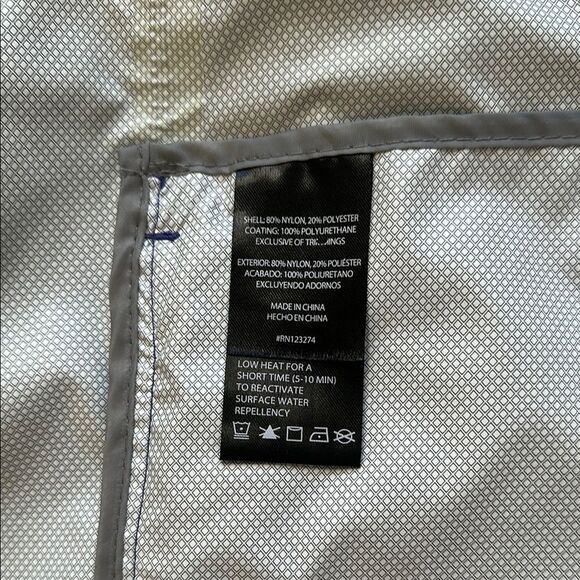 SHELL: 80% NYLON, 20% POLYESTER
COATING: 100% POLYURETHANE
EXCLUSIVE OF
EXTERIOR: 80% NYLON, 20% POLIÉSTER
ACABADO: 100% POLIURETANO
EXCLUYENDO ADORNOS
MADE IN CHINA
HECHO EN CHINA
#RN123274
LOW HEAT FOR A
SHORT TIME (5-10 MIN)
TO REACTIVATE
SURFACE WATER
REPELLENCY